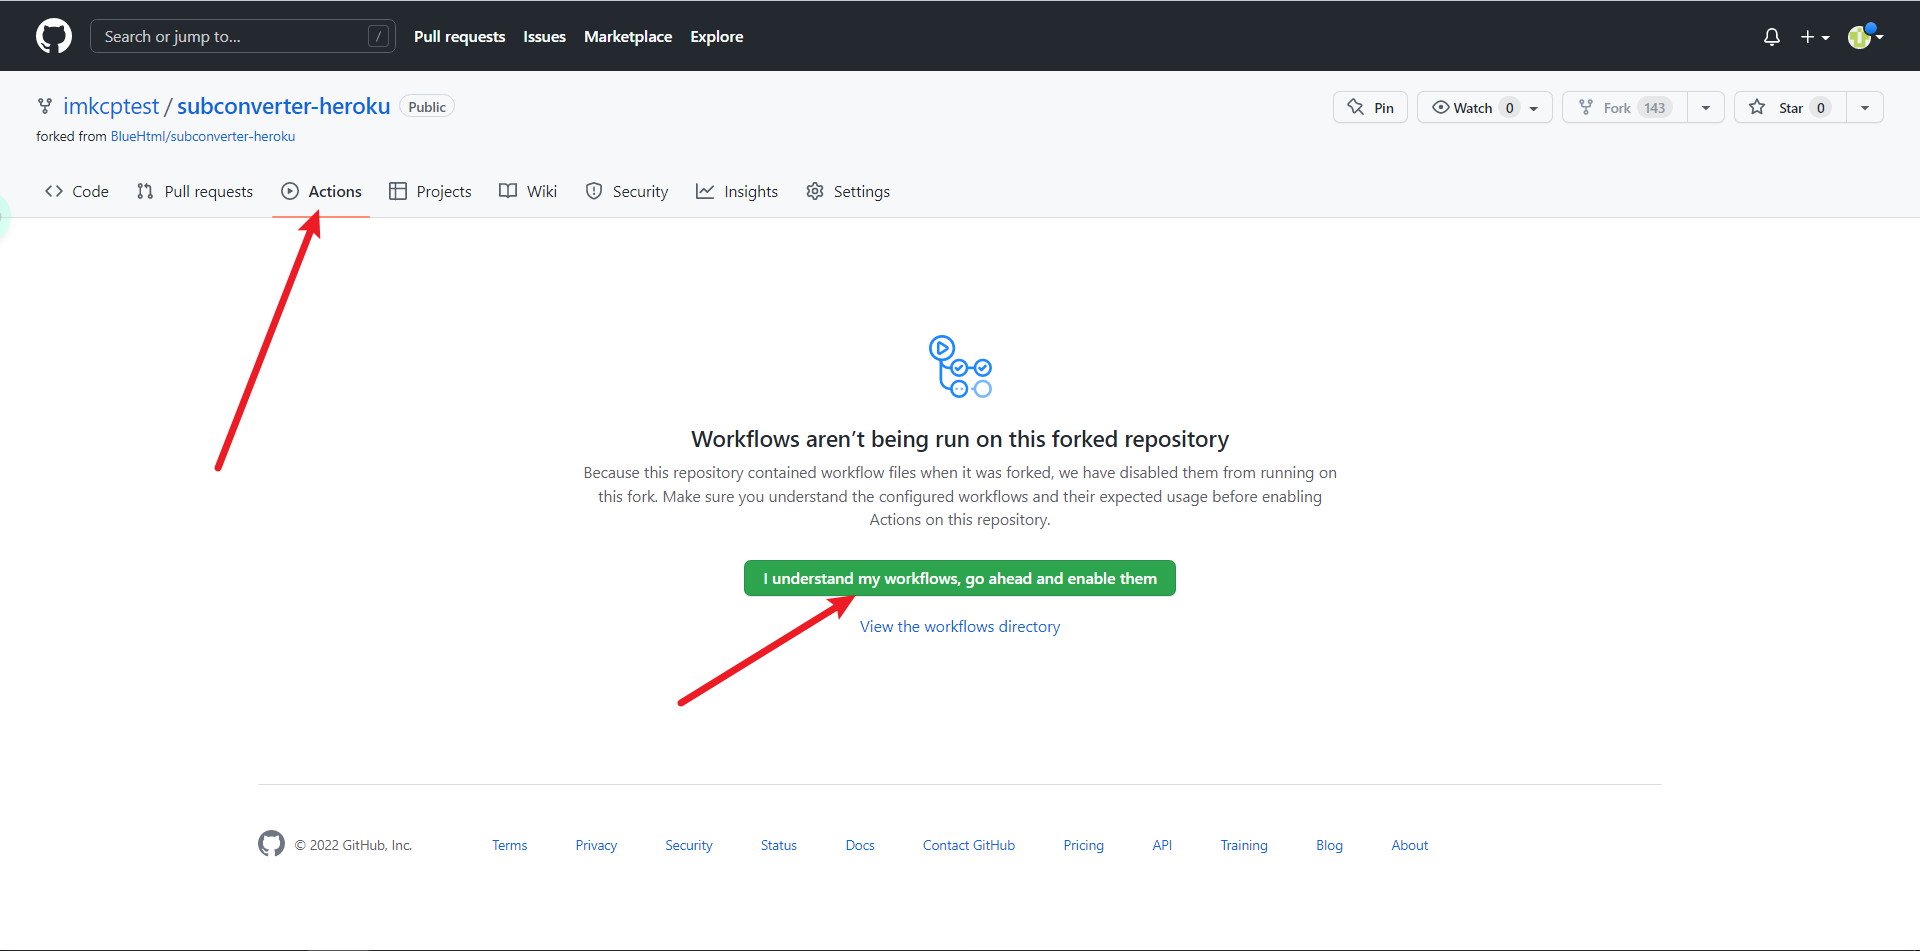 Search or jump to... /
Pull requests Issues Marketplace Explore
imkcptest / subconverter-heroku Public
Pin Watch 0 Fork 143 Star 0
forked from BlueHtml/subconverter-heroku
Code Pull requests Actions Projects Wiki Security Insights Settings
Workflows aren’t being run on this forked repository
Because this repository contained workflow files when it was forked, we have disabled them from running on
this fork. Make sure you understand the configured workflows and their expected usage before enabling
Actions on this repository.
I understand my workflows, go ahead and enable them
View the workflows directory
© 2022 GitHub, Inc. Terms Privacy Security Status Docs Contact GitHub Pricing API Training Blog About